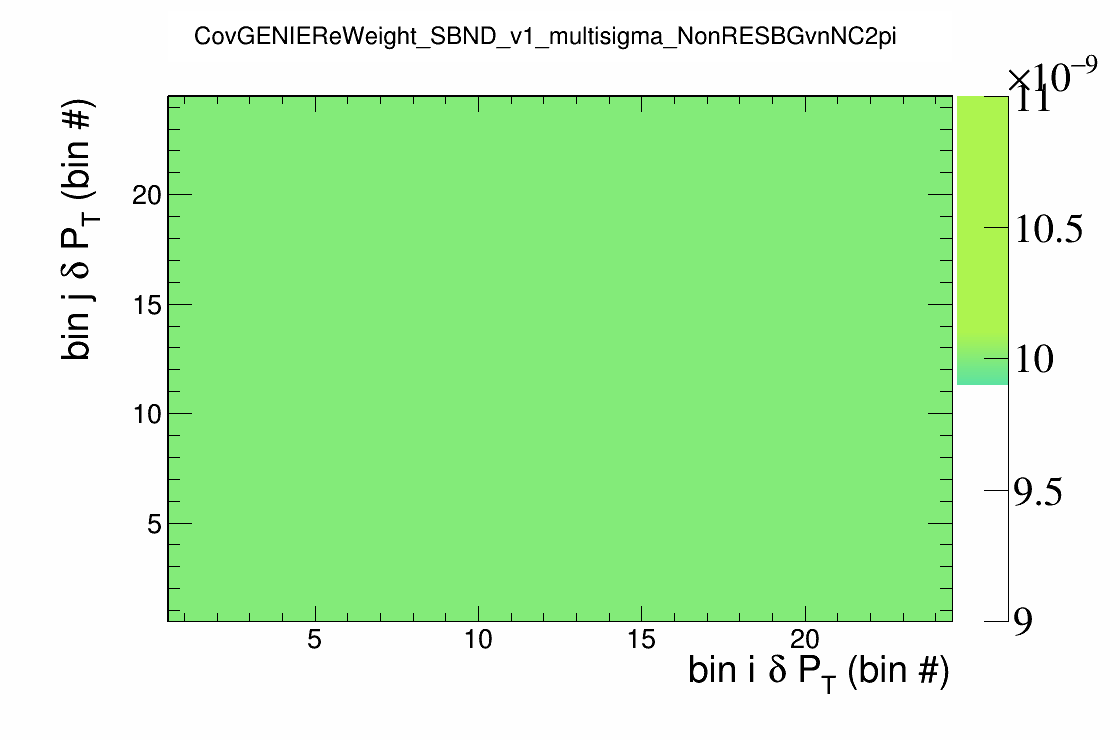 CovGENIEReWeight_SBND_v1_multisigma_NonRESBGvnNC2pi
×10⁻⁹
11
10.5
10
9.5
9
bin j δ P_T (bin #)
20
15
10
5
5 10 15 20
bin i δ P_T (bin #)